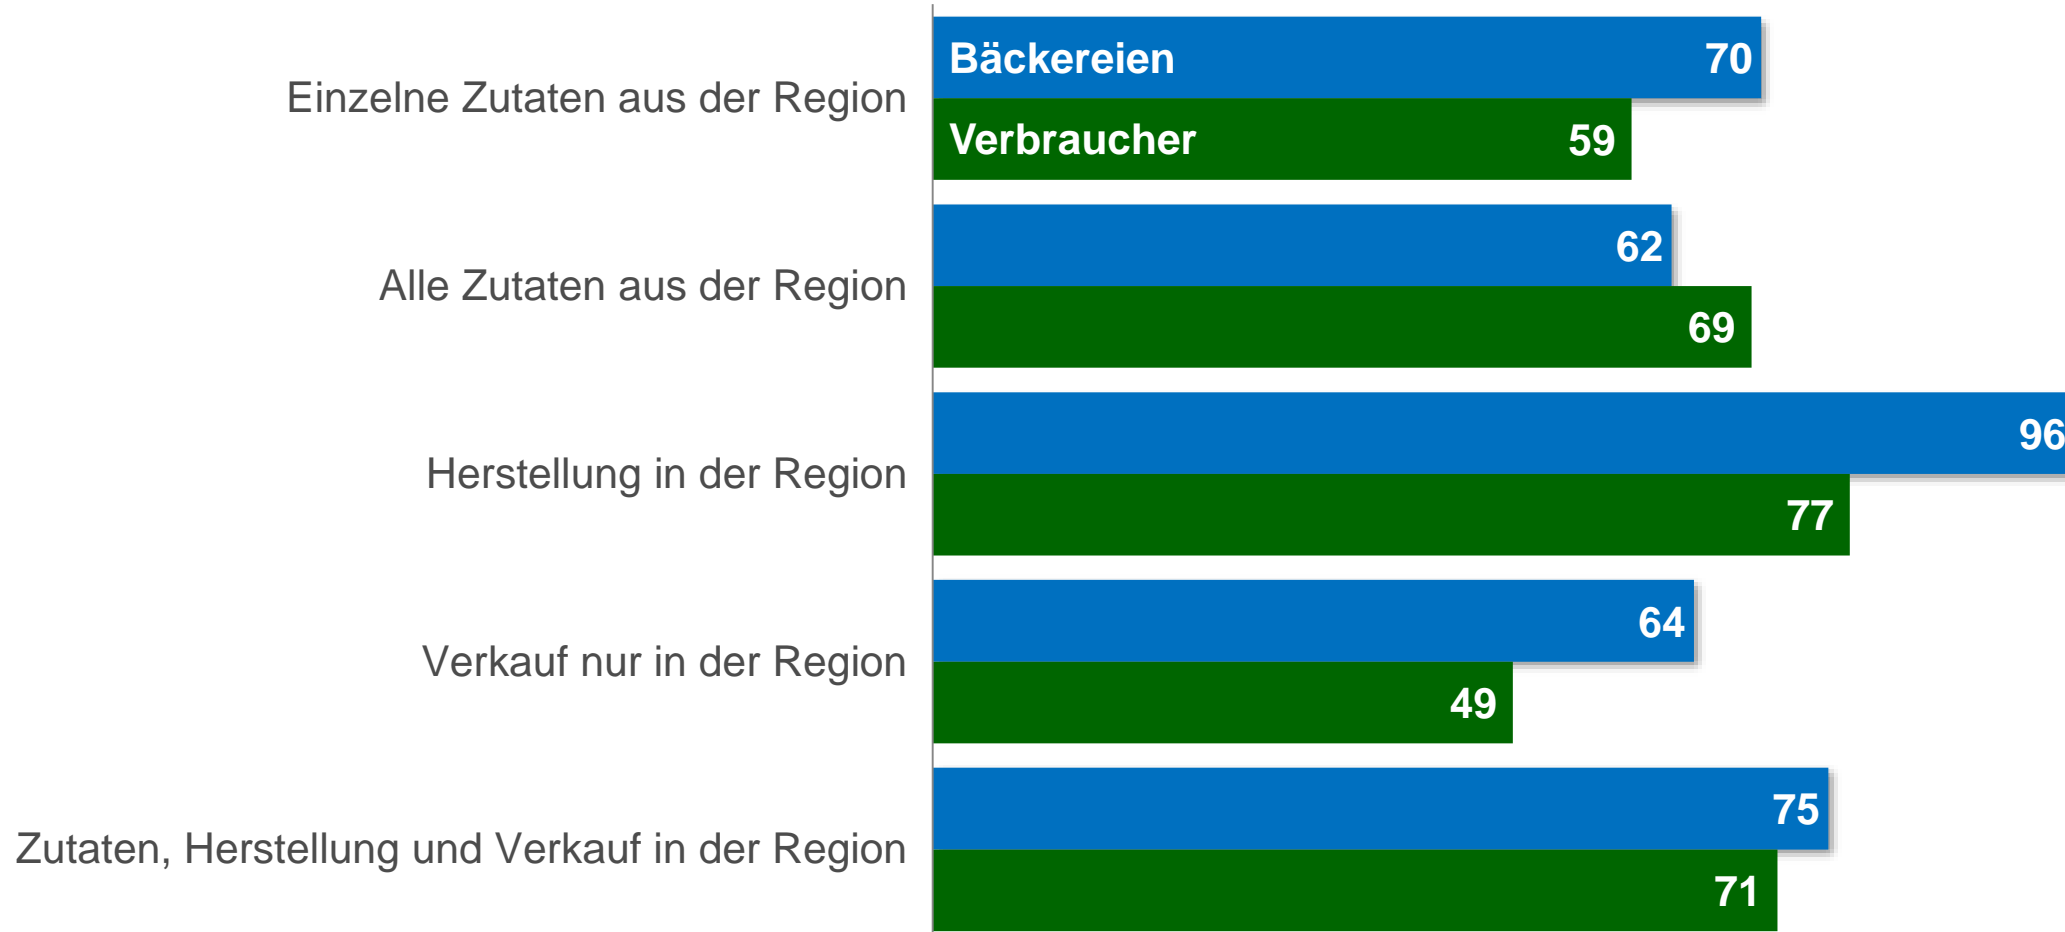 Einzelne Zutaten aus der Region
Bäckereien 70
Verbraucher 59
Alle Zutaten aus der Region
62
69
Herstellung in der Region
96
77
Verkauf nur in der Region
64
49
Zutaten, Herstellung und Verkauf in der Region
75
71